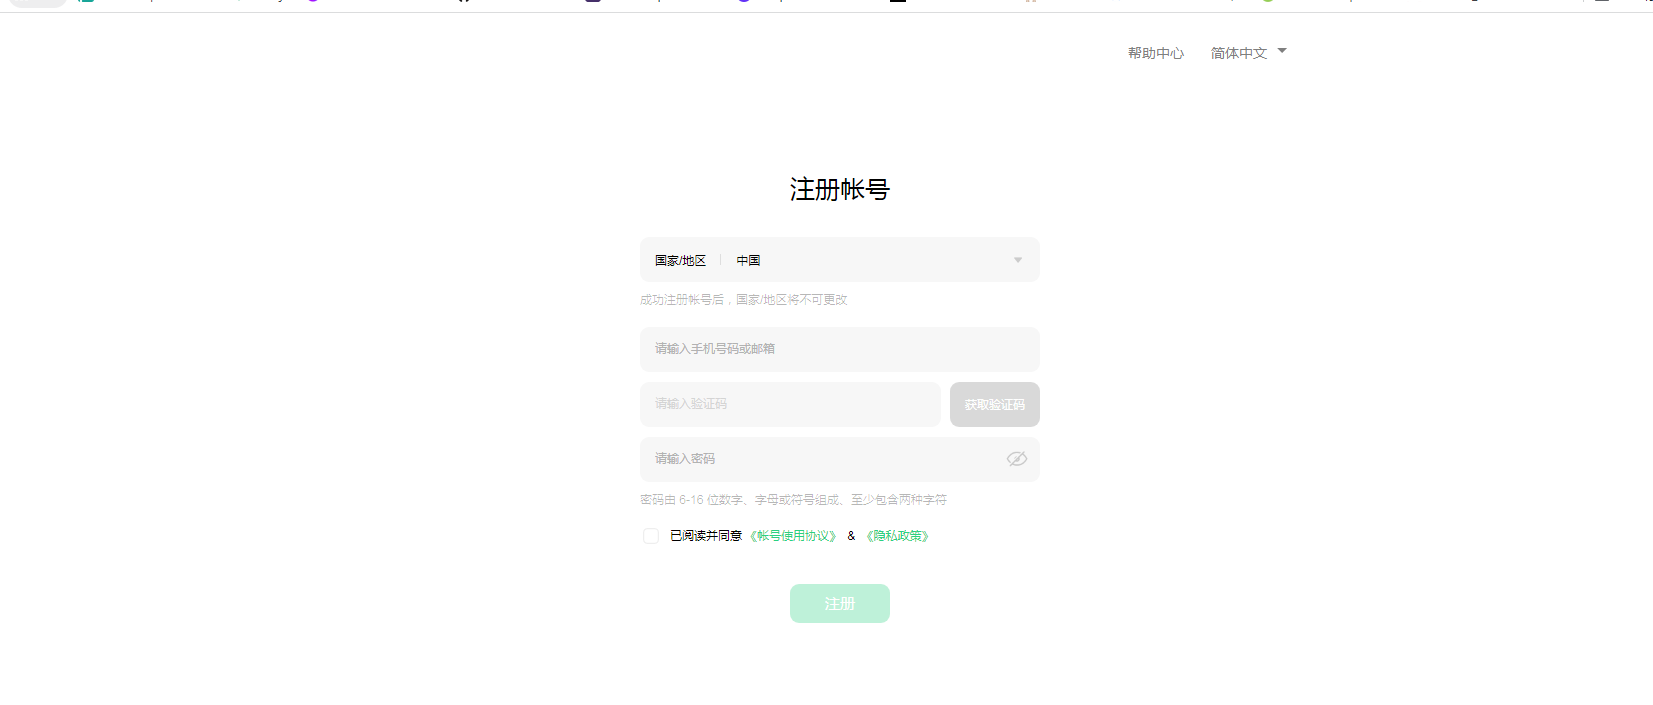 帮助中心 简体中文
注册帐号
国家/地区 中国
成功注册帐号后，国家/地区将不可更改
请输入手机号码或邮箱
请输入验证码 获取验证码
请输入密码
密码由 6-16 位数字、字母或符号组成、至少包含两种字符
已阅读并同意《帐号使用协议》 & 《隐私政策》
注册